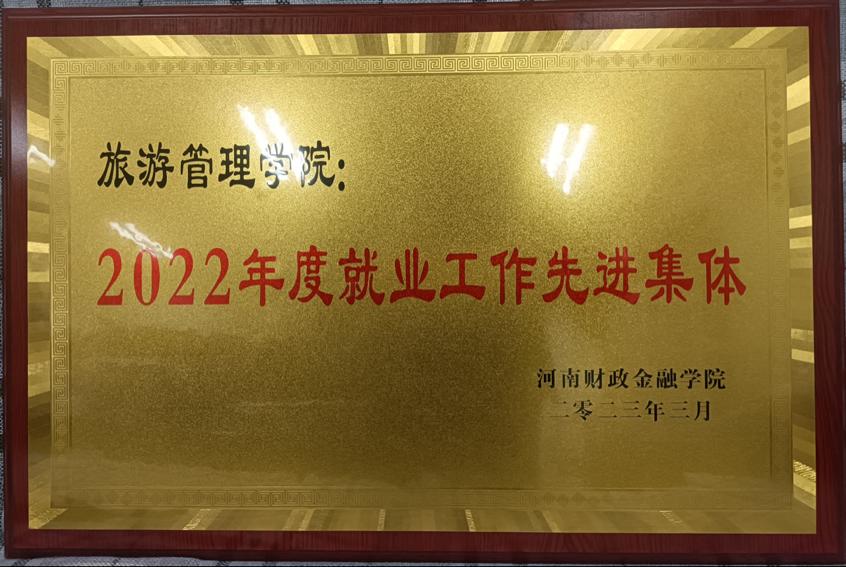 旅游管理学院：
2022年度就业工作先进集体
河南财政金融学院
二零二三年三月